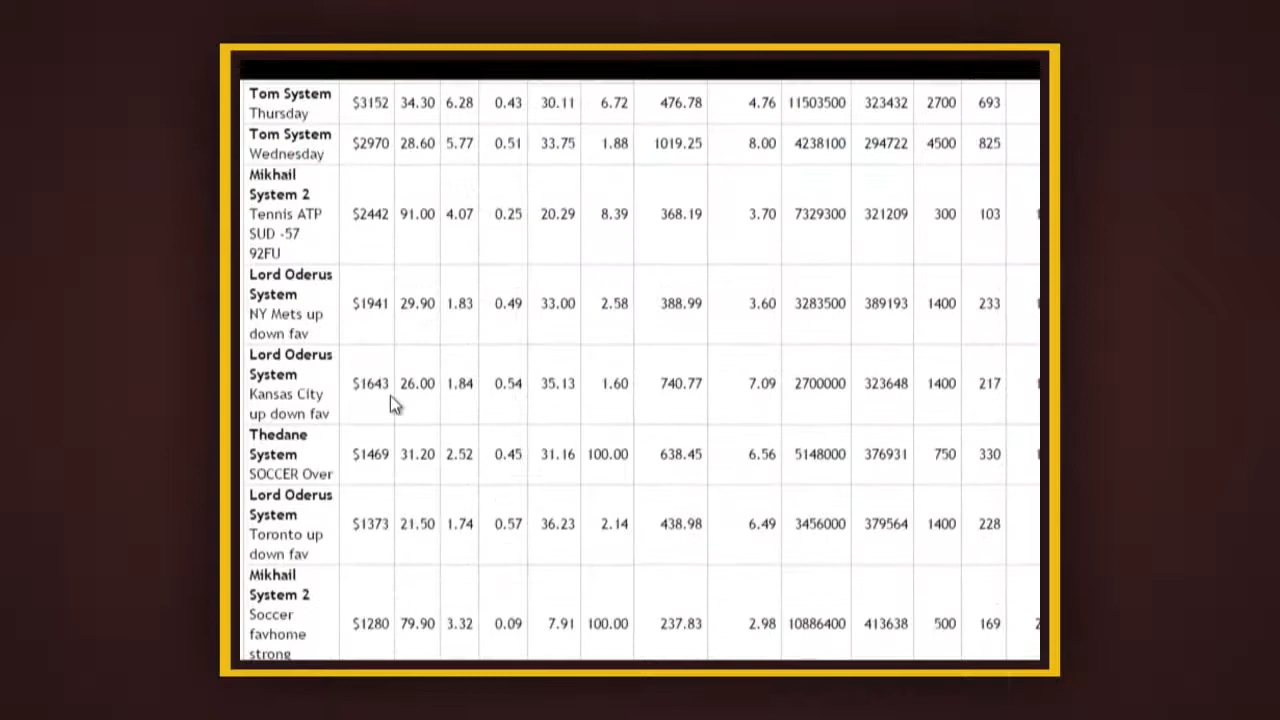 Tom System
Thursday
$3152 34.30 6.28 0.43 30.11 6.72 476.78 4.76 11503500 323432 2700 693
Tom System
Wednesday
$2970 28.60 5.77 0.51 33.75 1.88 1019.25 8.00 4238100 294722 4500 825
Mikhail
System 2
Tennis ATP
SUD -57
92FU
$2442 91.00 4.07 0.25 20.29 8.39 368.19 3.70 7329300 321209 300 103
Lord Oderus
System
NY Mets up
down fav
$1941 29.90 1.83 0.49 33.00 2.58 388.99 3.60 3283500 389193 1400 233
Lord Oderus
System
Kansas City
up down fav
$1643 26.00 1.84 0.54 35.13 1.60 740.77 7.09 2700000 323648 1400 217
Thedane
System
SOCCER Over
$1469 31.20 2.52 0.45 31.16 100.00 638.45 6.56 5148000 376931 750 330
Lord Oderus
System
Toronto up
down fav
$1373 21.50 1.74 0.57 36.23 2.14 438.98 6.49 3456000 379564 1400 228
Mikhail
System 2
Soccer
favhome
strong
$1280 79.90 3.32 0.09 7.91 100.00 237.83 2.98 10886400 413638 500 169